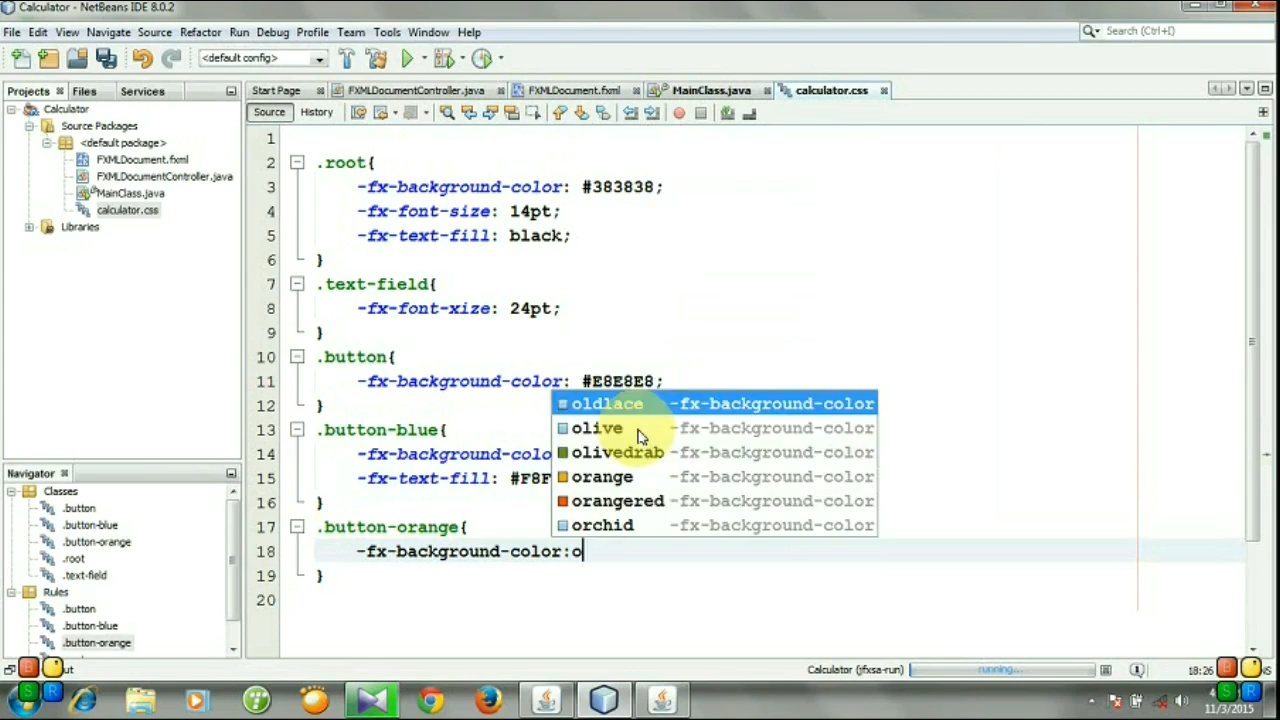 Calculator - NetBeans IDE 8.0.2
File Edit View Navigate Source Refactor Run Debug Profile Team Tools Window Help
Search (Ctrl+I)
<default config>
Projects Files Services
Start Page FXMLDocumentController.java FXMLDocument.fxml MainClass.java calculator.css
Source History
Calculator
Source Packages
<default package>
FXMLDocument.fxml
FXMLDocumentController.java
MainClass.java
calculator.css
Libraries
1
2 .root{
3 -fx-background-color: #383838;
4 -fx-font-size: 14pt;
5 -fx-text-fill: black;
6 }
7 .text-field{
8 -fx-font-xize: 24pt;
9 }
10 .button{
11 -fx-background-color: #E8E8E8;
12 }
13 .button-blue{
14 -fx-background-colo
15 -fx-text-fill: #F8F
16 }
17 .button-orange{
18 -fx-background-color:o
19 }
20
oldlace -fx-background-color
olive -fx-background-color
olivedrab -fx-background-color
orange -fx-background-color
orangered -fx-background-color
orchid -fx-background-color
Navigator
Classes
.button
.button-blue
.button-orange
.root
.text-field
Rules
.button
.button-blue
.button-orange
Calculator (jfxsa-run) running... 18:26
B B
S R S R
11/3/2015